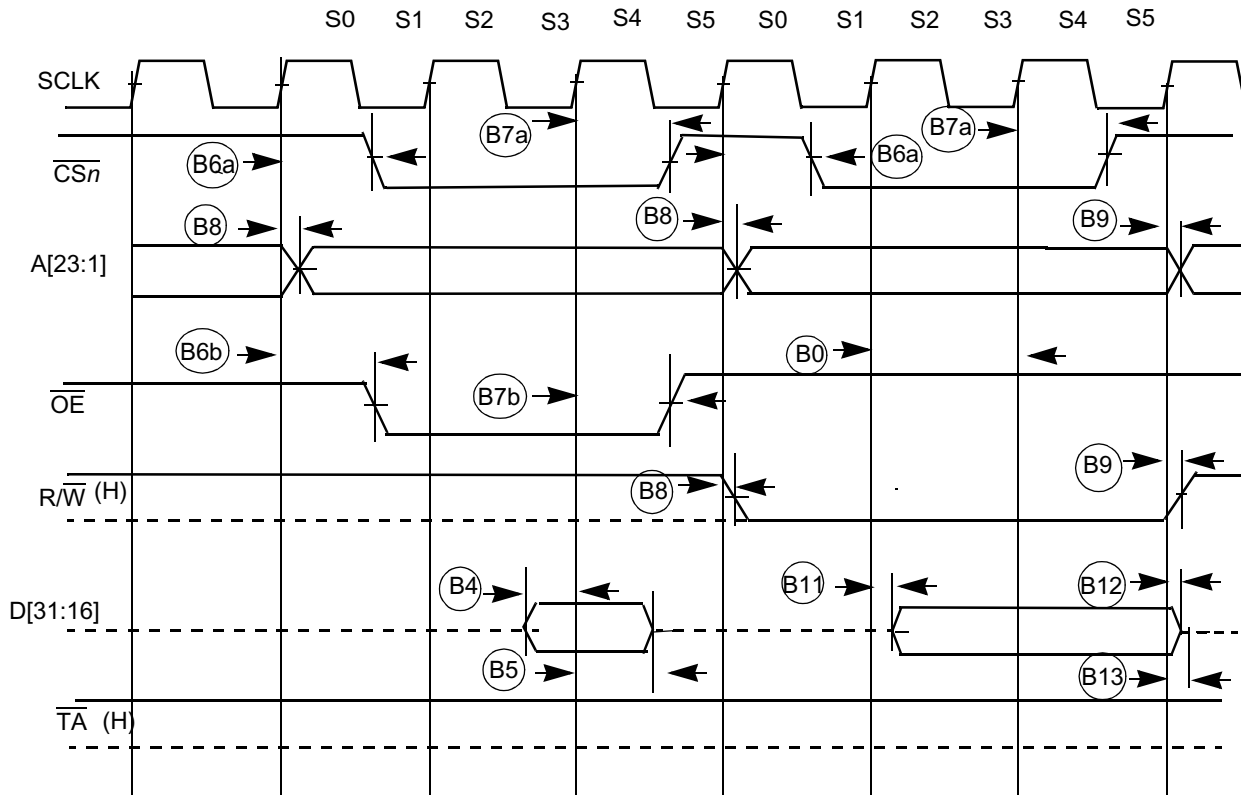 S0 S1 S2 S3 S4 S5 S0 S1 S2 S3 S4 S5
SCLK
B7a B7a
CSn B6a B6a
B8 B8 B9
A[23:1]
B6b B0
OE B7b
R/W (H) B8 B9
B4 B11 B12
D[31:16]
B5 B13
TA (H)